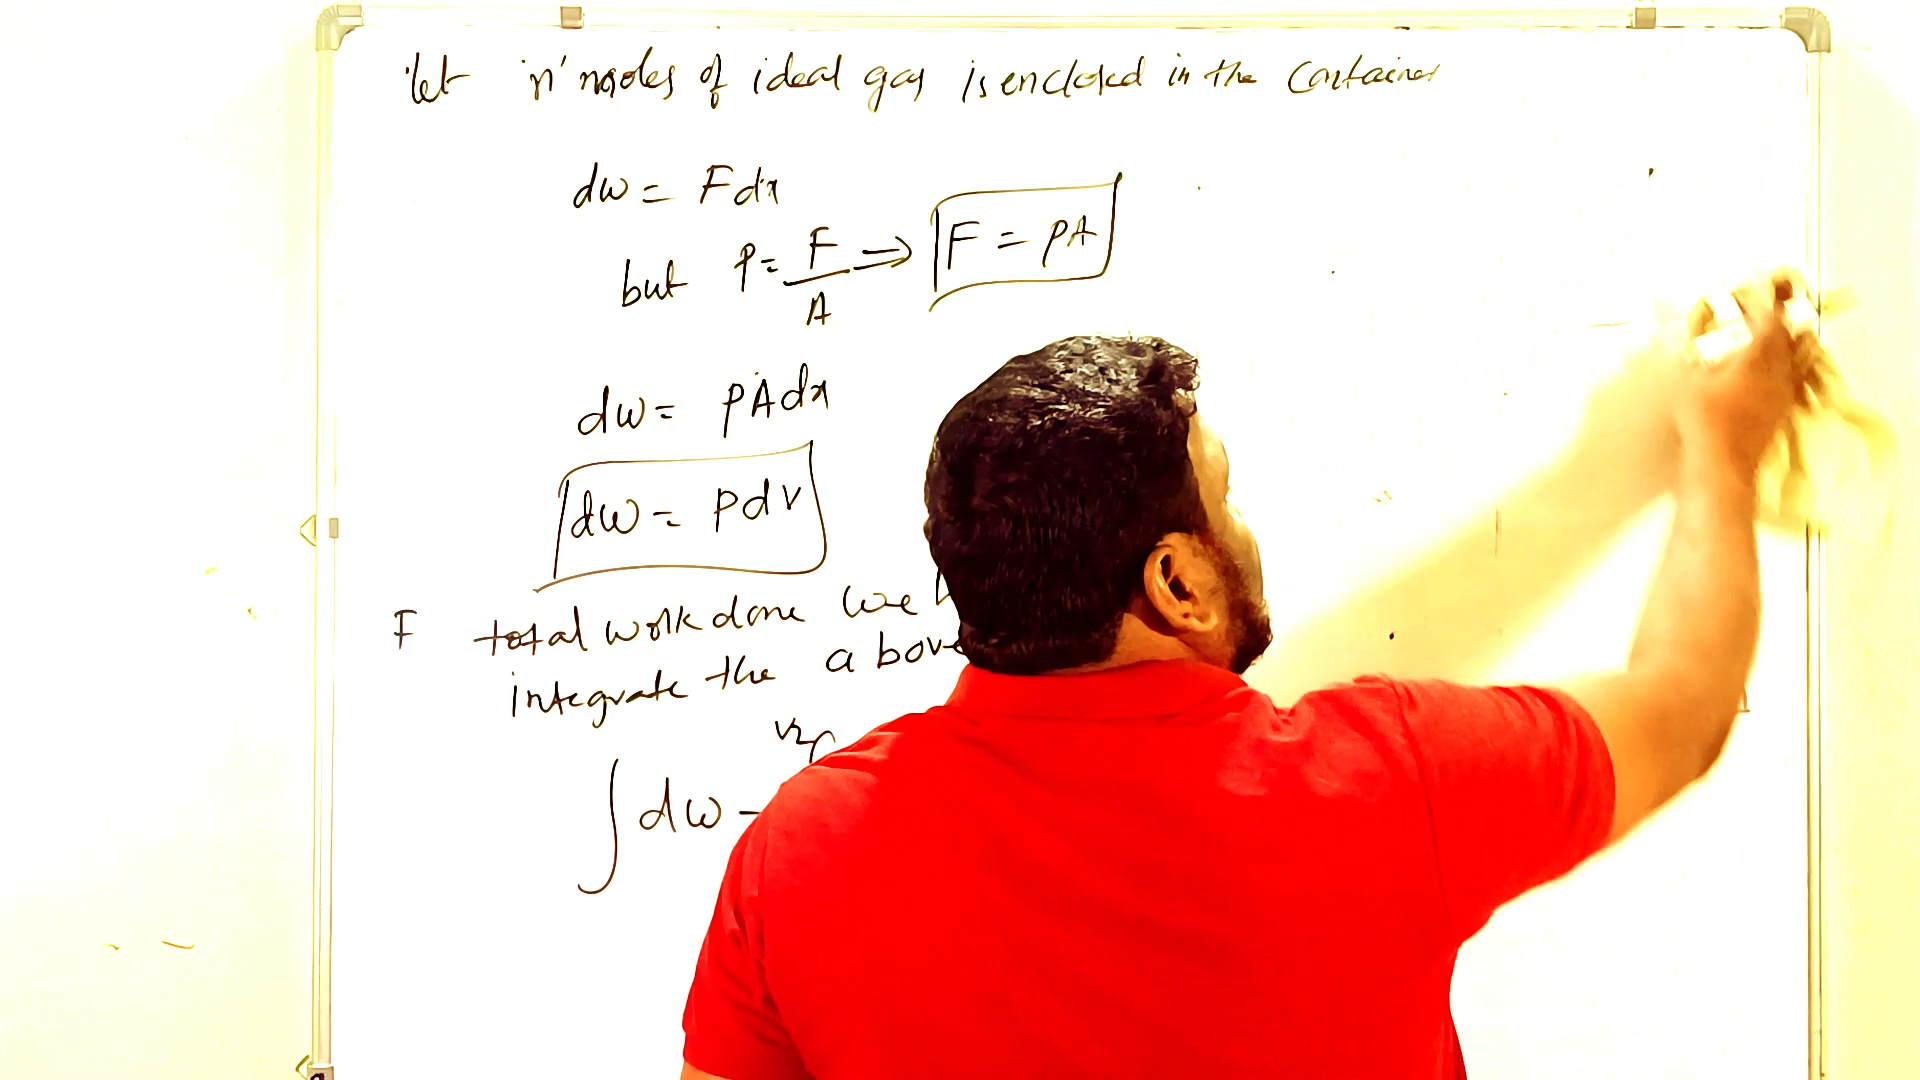 let 'n' moles of ideal gas is enclosed in the container
dw = Fdx
but P = F/A ⇒ F = PA
dw = PAdx
dw = Pdv
F total work done we
integrate the above
V2
∫ dw =